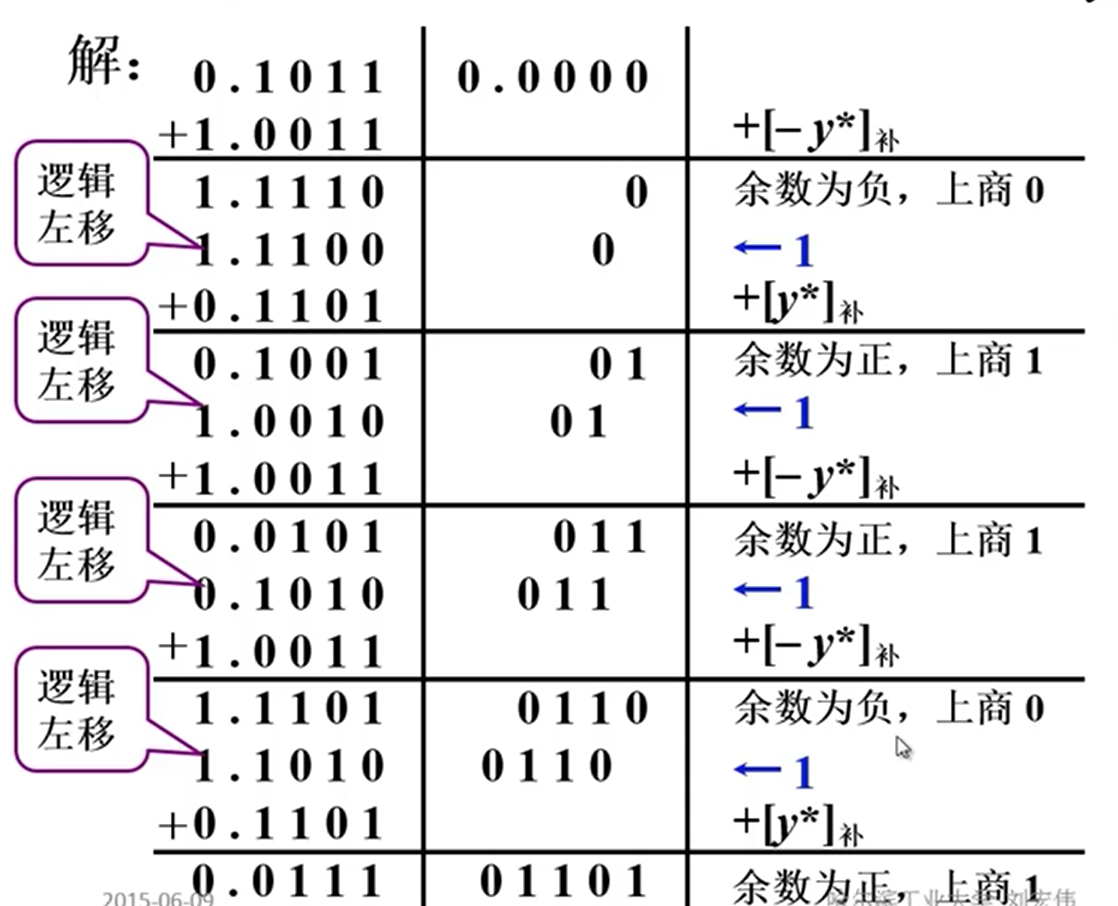 解： 0.1011 0.0000
+1.0011 +[−y*]补
逻辑
左移
1.1110 0 余数为负，上商 0
1.1100 0 ←1
+0.1101 +[y*]补
逻辑
左移
0.1001 01 余数为正，上商 1
1.0010 01 ←1
+1.0011 +[−y*]补
逻辑
左移
0.0101 011 余数为正，上商 1
0.1010 011 ←1
+1.0011 +[−y*]补
逻辑
左移
1.1101 0110 余数为负，上商 0
1.1010 0110 ←1
+0.1101 +[y*]补
0.0111 01101 余数为正，上商 1
2015-06-09 哈尔滨工业大学 刘宏伟